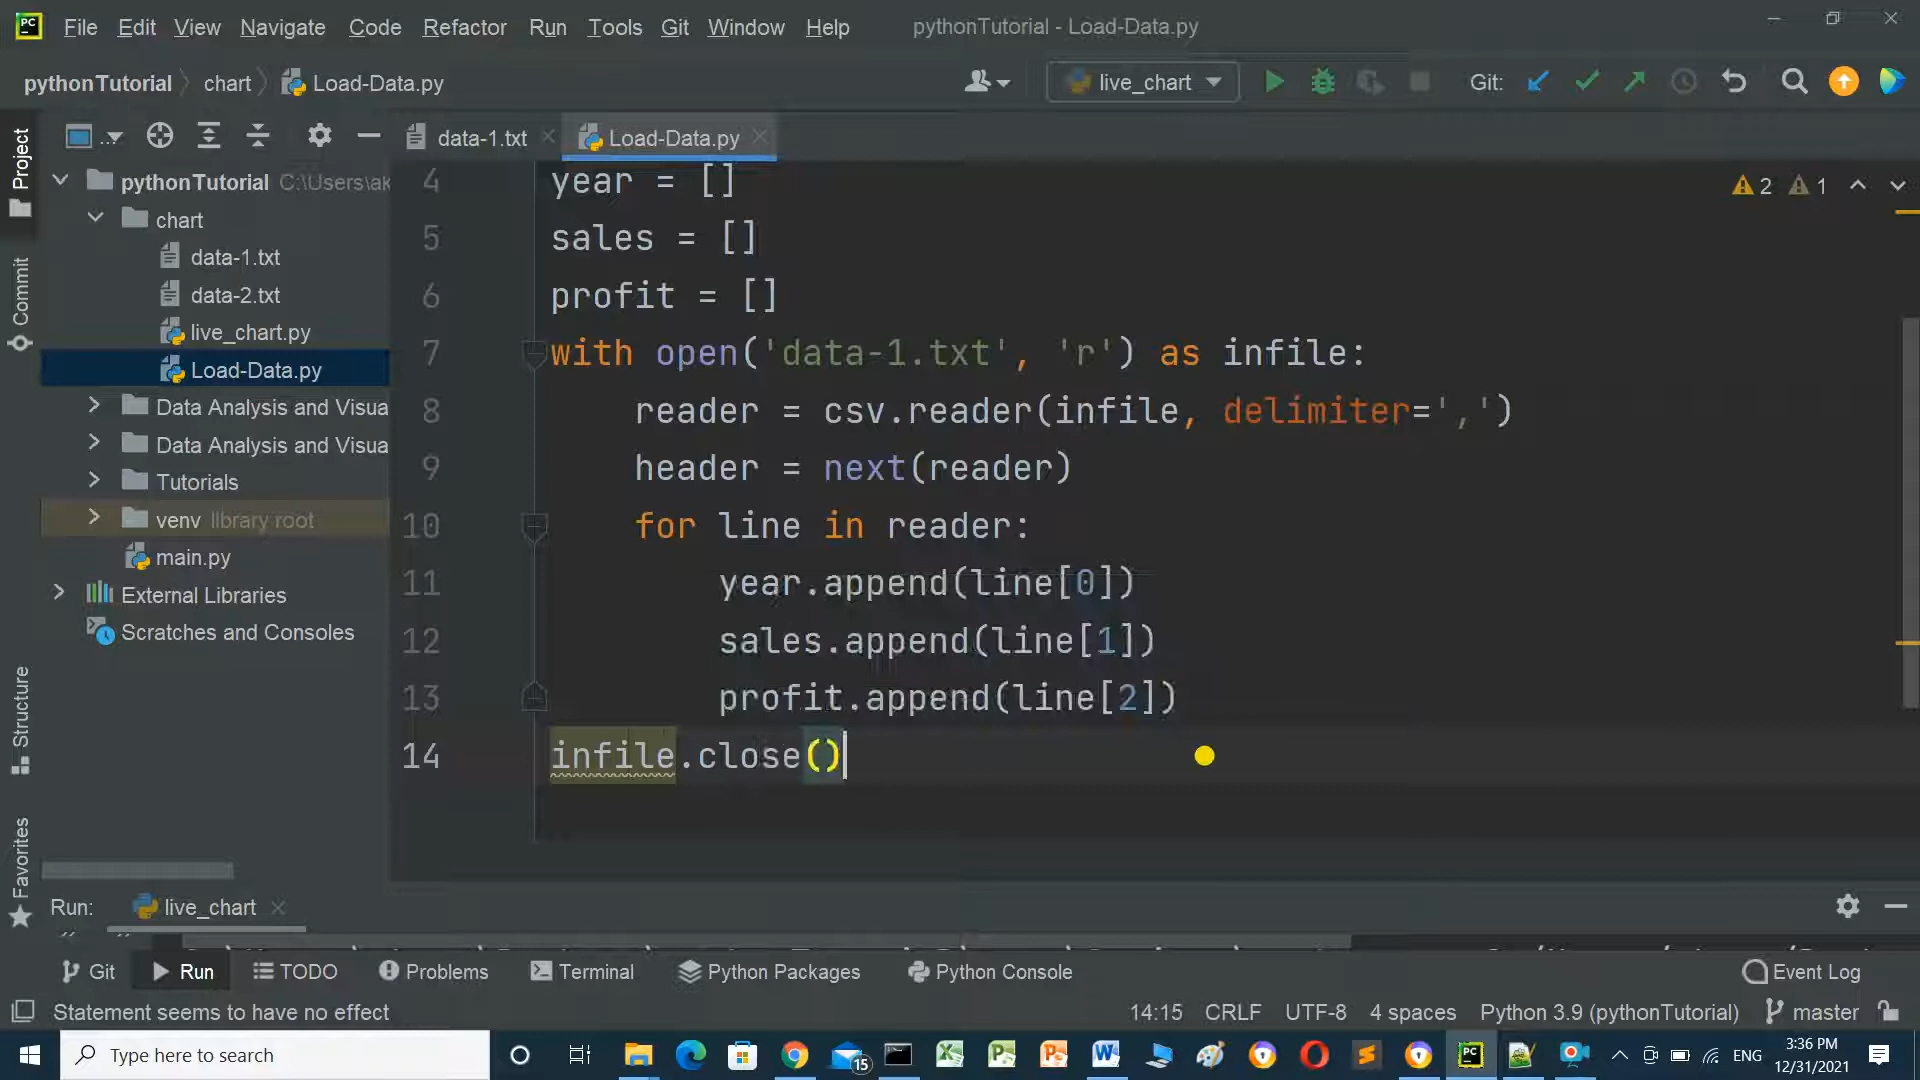 PC File Edit View Navigate Code Refactor Run Tools Git Window Help pythonTutorial - Load-Data.py
pythonTutorial chart Load-Data.py live_chart Git:
... data-1.txt Load-Data.py
Project
Commit
Structure
Favorites
pythonTutorial C:\Users\ak
chart
data-1.txt
data-2.txt
live_chart.py
Load-Data.py
Data Analysis and Visua
Data Analysis and Visua
Tutorials
venv library root
main.py
External Libraries
Scratches and Consoles
2 1
4 year = []
5 sales = []
6 profit = []
7 with open('data-1.txt', 'r') as infile:
8 reader = csv.reader(infile, delimiter=',')
9 header = next(reader)
10 for line in reader:
11 year.append(line[0])
12 sales.append(line[1])
13 profit.append(line[2])
14 infile.close()
Run: live_chart
Git Run TODO Problems Terminal Python Packages Python Console Event Log
Statement seems to have no effect 14:15 CRLF UTF-8 4 spaces Python 3.9 (pythonTutorial) master
Type here to search 15 ENG 3:36 PM
12/31/2021